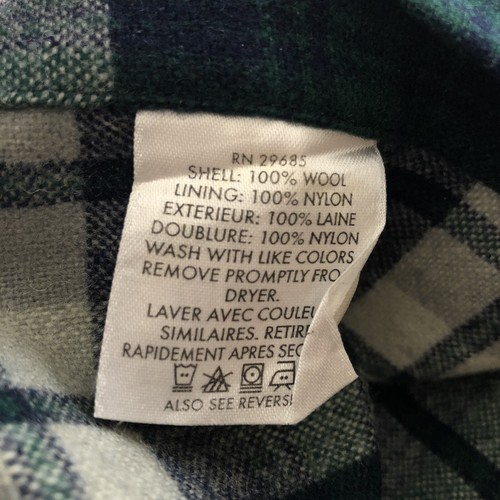 RN 29685
SHELL: 100% WOOL
LINING: 100% NYLON
EXTERIEUR: 100% LAINE
DOUBLURE: 100% NYLON
WASH WITH LIKE COLORS
REMOVE PROMPTLY FRO
DRYER.
LAVER AVEC COULEU
SIMILAIRES. RETIR
RAPIDEMENT APRES SEC
ALSO SEE REVERS